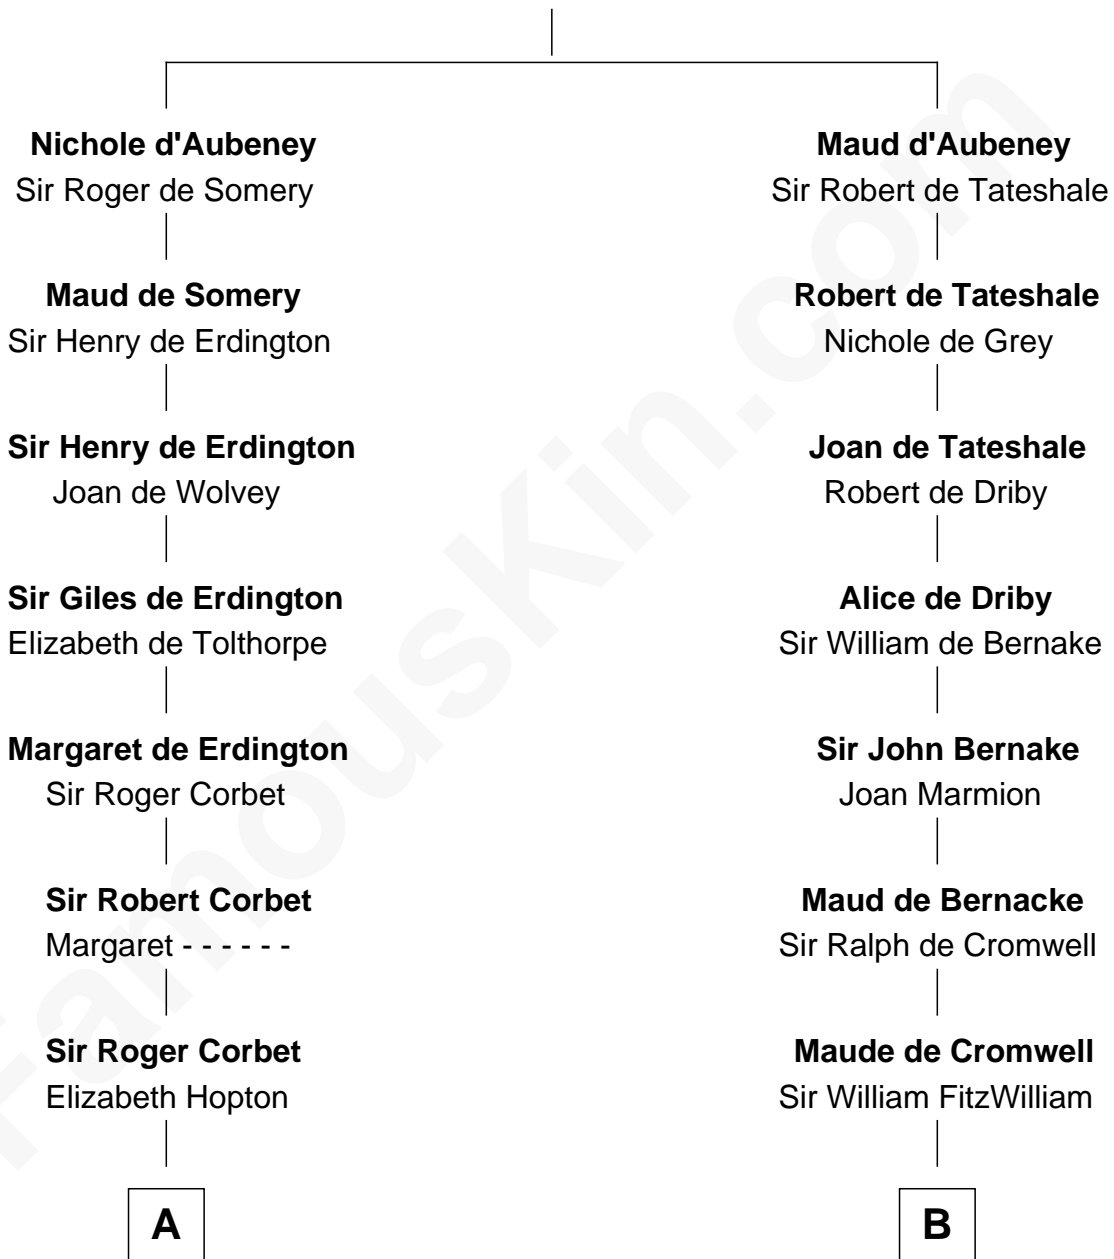 Nichole d'Aubeney
Sir Roger de Somery
Maud de Somery
Sir Henry de Erdington
Sir Henry de Erdington
Joan de Wolvey
Sir Giles de Erdington
Elizabeth de Tolthorpe
Margaret de Erdington
Sir Roger Corbet
Sir Robert Corbet
Margaret - - - - - -
Sir Roger Corbet
Elizabeth Hopton
A
Maud d'Aubeney
Sir Robert de Tateshale
Robert de Tateshale
Nichole de Grey
Joan de Tateshale
Robert de Driby
Alice de Driby
Sir William de Bernake
Sir John Bernake
Joan Marmion
Maud de Bernacke
Sir Ralph de Cromwell
Maude de Cromwell
Sir William FitzWilliam
B
FamousKin.com